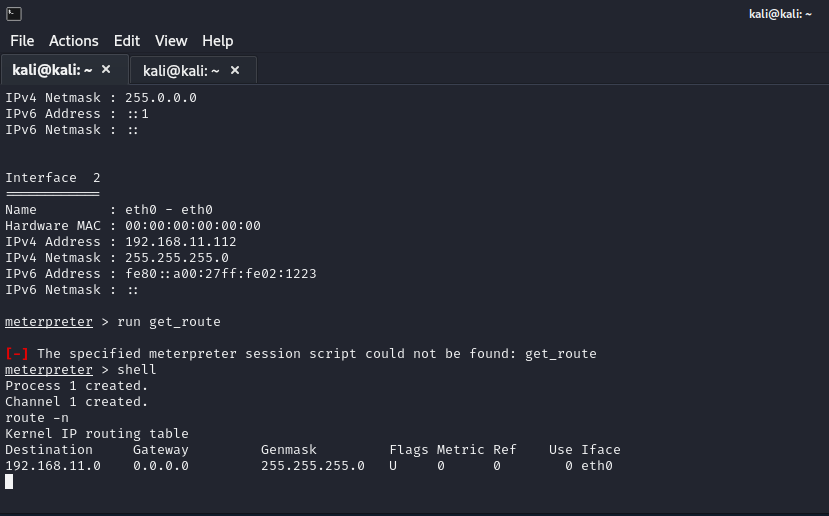 kali@kali: ~
File Actions Edit View Help
kali@kali: ~ × kali@kali: ~ ×
IPv4 Netmask : 255.0.0.0
IPv6 Address : ::1
IPv6 Netmask : ::
Interface  2
============
Name         : eth0 - eth0
Hardware MAC : 00:00:00:00:00:00
IPv4 Address : 192.168.11.112
IPv4 Netmask : 255.255.255.0
IPv6 Address : fe80::a00:27ff:fe02:1223
IPv6 Netmask : ::
meterpreter > run get_route
[-] The specified meterpreter session script could not be found: get_route
meterpreter > shell
Process 1 created.
Channel 1 created.
route -n
Kernel IP routing table
Destination     Gateway         Genmask         Flags Metric Ref    Use Iface
192.168.11.0    0.0.0.0         255.255.255.0   U     0      0        0 eth0